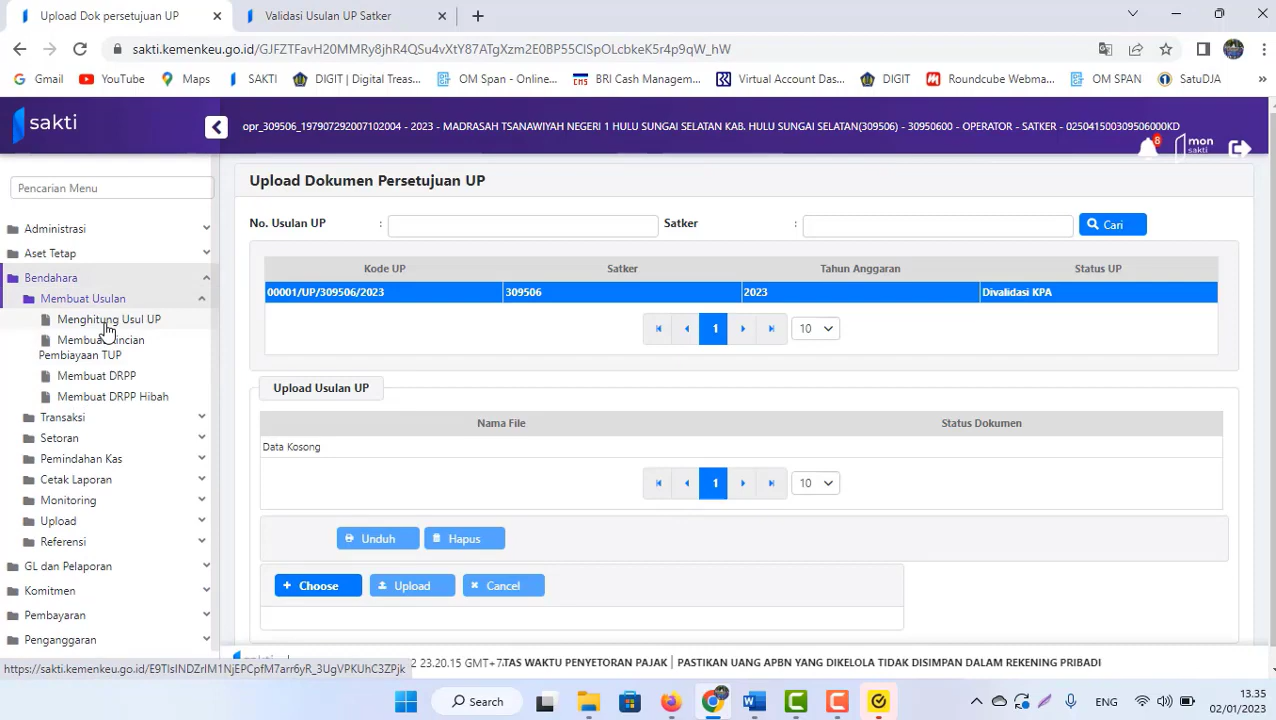 Upload Dok persetujuan UP
Validasi Usulan UP Satker
sakti.kemenkeu.go.id/GJFZTFavH20MMRy8jhR4QSu4vXtY87ATgXzm2E0BP55ClSpOLcbkeK5r4p9qW_hW
Gmail
YouTube
Maps
SAKTI
DIGIT | Digital Treas...
Om Span - Online...
BRI Cash Managem...
Virtual Account Das...
DIGIT
Roundcube Webma...
OM SPAN
SatuDJA
sakti
opr_309506_197907292007102004 - 2023 - MADRASAH TSANAWIYAH NEGERI 1 HULU SUNGAI SELATAN KAB. HULU SUNGAI SELATAN(309506) - 30950600 - OPERATOR - SATKER - 025041500309506000KD
8
mon
sakti
Pencarian Menu
Administrasi
Aset Tetap
Bendahara
Membuat Usulan
Menghitung Usul UP
Pembiayaan TUP
Membuat DRPP
Membuat DRPP Hibah
Transaksi
Setoran
Pemindahan Kas
Cetak Laporan
Monitoring
Upload
Referensi
GL dan Pelaporan
Komitmen
Pembayaran
Penganggaran
Upload Dokumen Persetujuan UP
No. Usulan UP :
Satker :
Cari
Kode UP Satker Tahun Anggaran Status UP
00001/UP/309506/2023 309506 2023 Divalidasi KPA
1 10
Upload Usulan UP
Nama File Status Dokumen
Data Kosong
1 10
Unduh Hapus
Choose Upload Cancel
https://sakti.kemenkeu.go.id/E9TIsINDZrIM1NjEPCpfM7arr6yR_3UgVPKUhC3ZPjk
2 23.20.15 GMT+7.TAS WAKTU PENYETORAN PAJAK | PASTIKAN UANG APBN YANG DIKELOLA TIDAK DISIMPAN DALAM REKENING PRIBADI
Search
ENG
13.35
02/01/2023